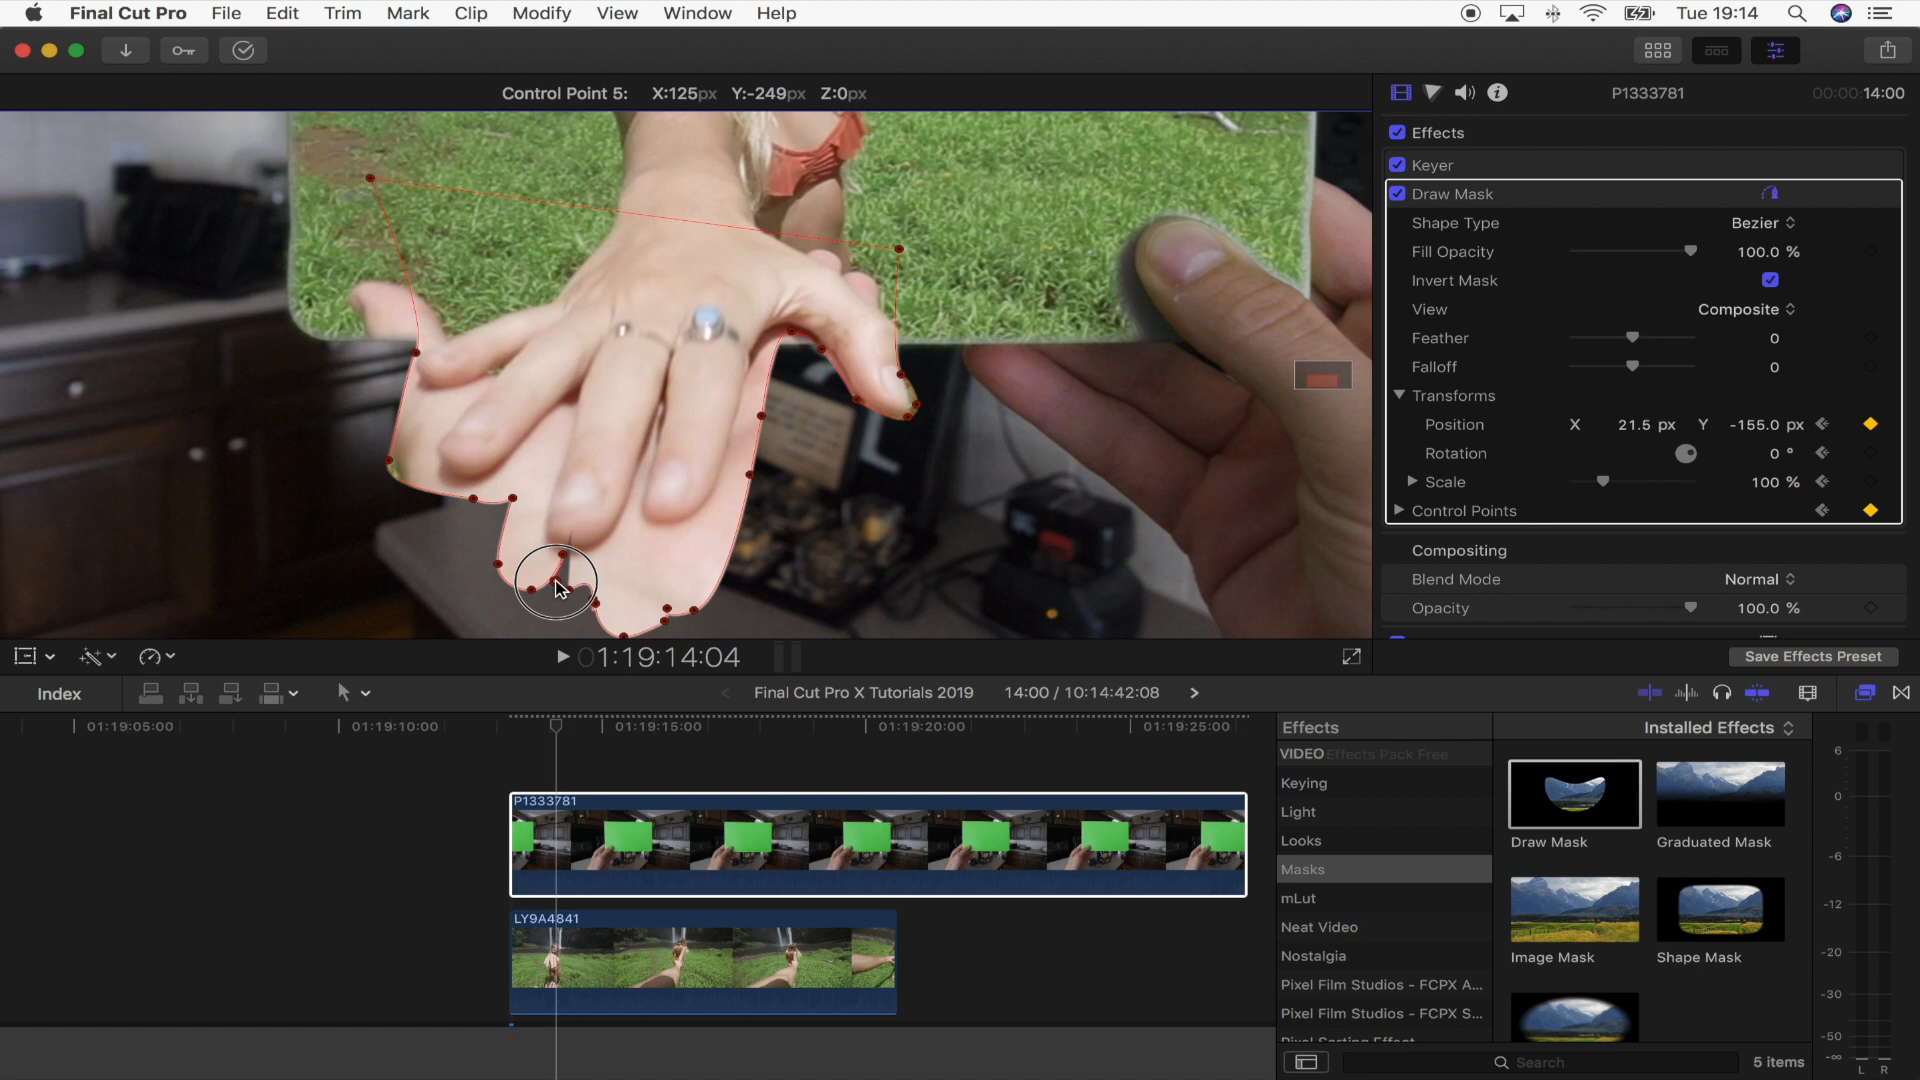 Final Cut Pro File Edit Trim Mark Clip Modify View Window Help Tue 19:14
Control Point 5: X:125px Y:-249px Z:0px
P1333781 00:00:14:00
Effects
Keyer
Draw Mask
Shape Type Bezier
Fill Opacity 100.0 %
Invert Mask
View Composite
Feather 0
Falloff 0
Transforms
Position X 21.5 px Y -155.0 px
Rotation 0 °
Scale 100 %
Control Points
Compositing
Blend Mode Normal
Opacity 100.0 %
01:19:14:04
Save Effects Preset
Index
Final Cut Pro X Tutorials 2019 14:00 / 10:14:42:08
01:19:05:00 01:19:10:00 01:19:15:00 01:19:20:00 01:19:25:00
P1333781
LY9A4841
Effects Installed Effects
VIDEO Effects Pack Free
Keying
Light
Looks
Masks
mLut
Neat Video
Nostalgia
Pixel Film Studios - FCPX A...
Pixel Film Studios - FCPX S...
Draw Mask Graduated Mask
Image Mask Shape Mask
Search
5 items
6
0
-6
-12
-20
-30
-50
-∞
L R